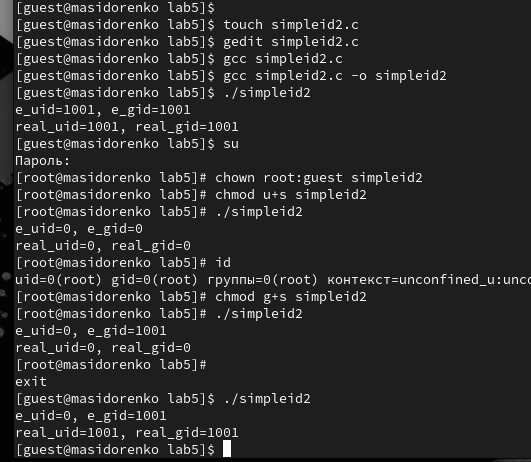 [guest@masidorenko lab5]$
[guest@masidorenko lab5]$ touch simpleid2.c
[guest@masidorenko lab5]$ gedit simpleid2.c
[guest@masidorenko lab5]$ gcc simpleid2.c
[guest@masidorenko lab5]$ gcc simpleid2.c -o simpleid2
[guest@masidorenko lab5]$ ./simpleid2
e_uid=1001, e_gid=1001
real_uid=1001, real_gid=1001
[guest@masidorenko lab5]$ su
Пароль:
[root@masidorenko lab5]# chown root:guest simpleid2
[root@masidorenko lab5]# chmod u+s simpleid2
[root@masidorenko lab5]# ./simpleid2
e_uid=0, e_gid=0
real_uid=0, real_gid=0
[root@masidorenko lab5]# id
uid=0(root) gid=0(root) группы=0(root) контекст=unconfined_u:unco
[root@masidorenko lab5]# chmod g+s simpleid2
[root@masidorenko lab5]# ./simpleid2
e_uid=0, e_gid=1001
real_uid=0, real_gid=0
[root@masidorenko lab5]#
exit
[guest@masidorenko lab5]$ ./simpleid2
e_uid=0, e_gid=1001
real_uid=1001, real_gid=1001
[guest@masidorenko lab5]$